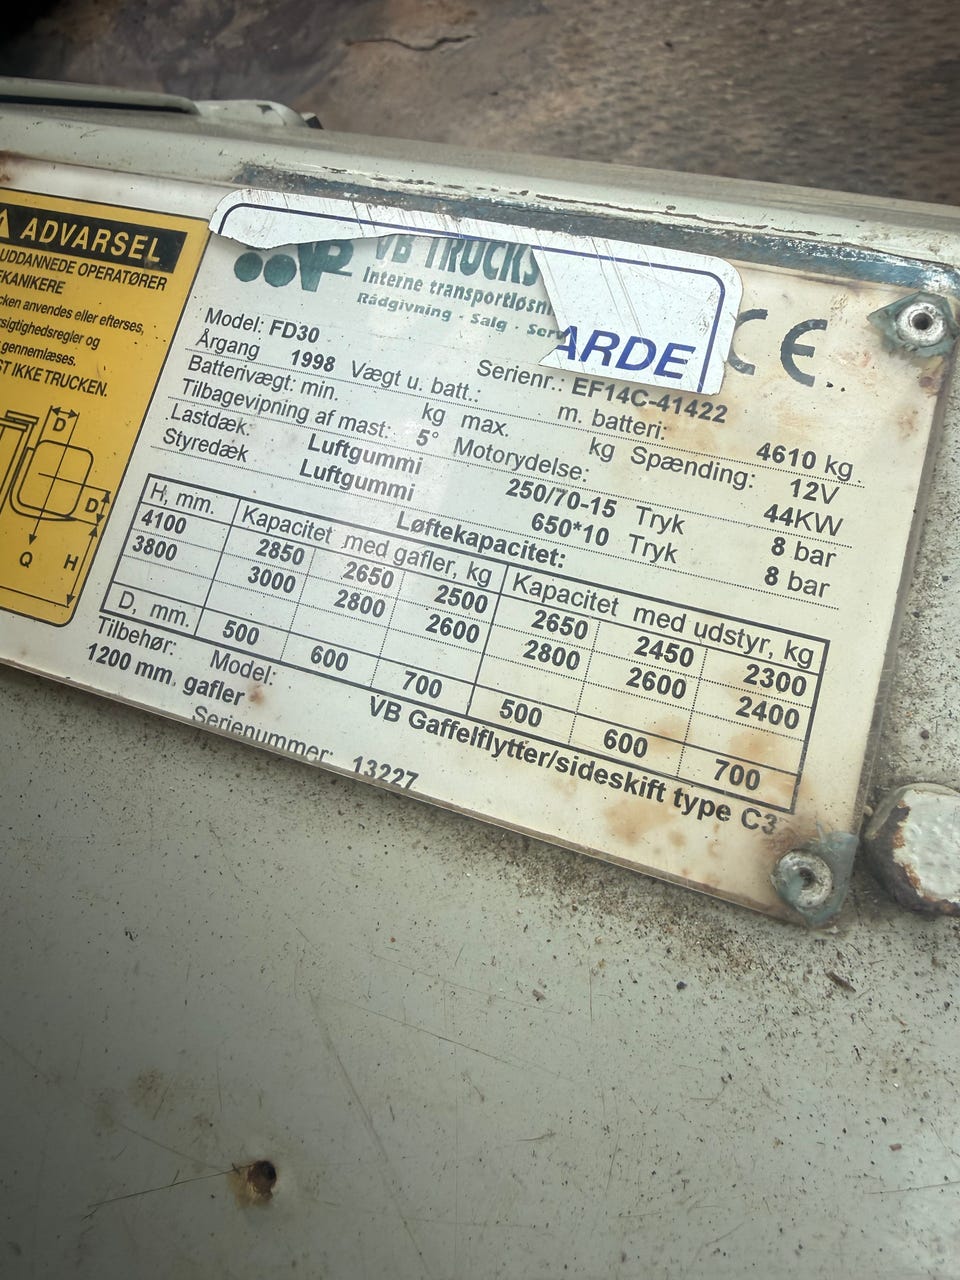 ADVARSEL
UDDANNEDE OPERATØRER
EKANIKERE
cken anvendes eller efterses,
sigtighedsregler og
gennemlæses.
ST IKKE TRUCKEN.
D
D
Q
H
VB TRUCKS
Interne transportløsn
Rådgivning · Salg · Serv
ARDE
CE
Model: FD30 Serienr.: EF14C-41422
Årgang 1998 Vægt u. batt.: m. batteri: 4610 kg.
Batterivægt: min. kg max. kg Spænding: 12V
Tilbagevipning af mast: 5° Motorydelse: 44KW
Lastdæk: Luftgummi 250/70-15 Tryk 8 bar
Styredæk Luftgummi 650*10 Tryk 8 bar
Løftekapacitet:
H, mm. Kapacitet med gafler, kg Kapacitet med udstyr, kg
4100 2850 2650 2500 2650 2450 2300
3800 3000 2800 2600 2800 2600 2400
D, mm. 500 600 700 500 600 700
Tilbehør: Model: VB Gaffelflytter/sideskift type C3
1200 mm. gafler
Serienummer: 13227